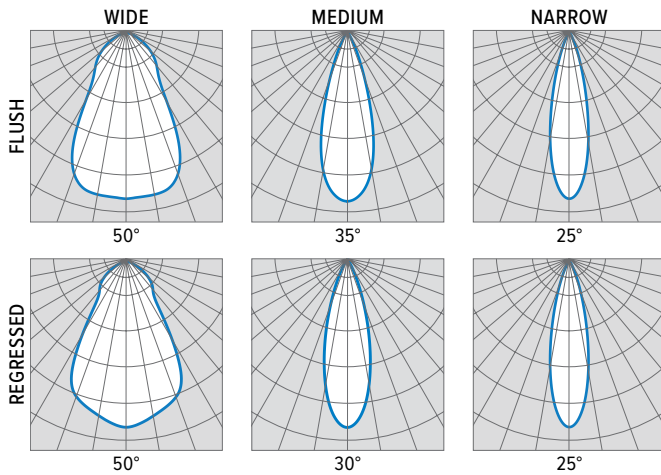 WIDE MEDIUM NARROW
FLUSH
50° 35° 25°
REGRESSED
50° 30° 25°